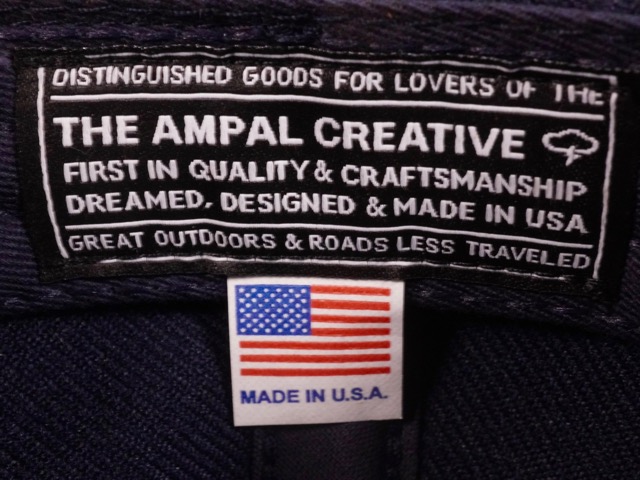 DISTINGUISHED GOODS FOR LOVERS OF THE
THE AMPAL CREATIVE
FIRST IN QUALITY & CRAFTSMANSHIP
DREAMED, DESIGNED & MADE IN USA
GREAT OUTDOORS & ROADS LESS TRAVELED
MADE IN U.S.A.